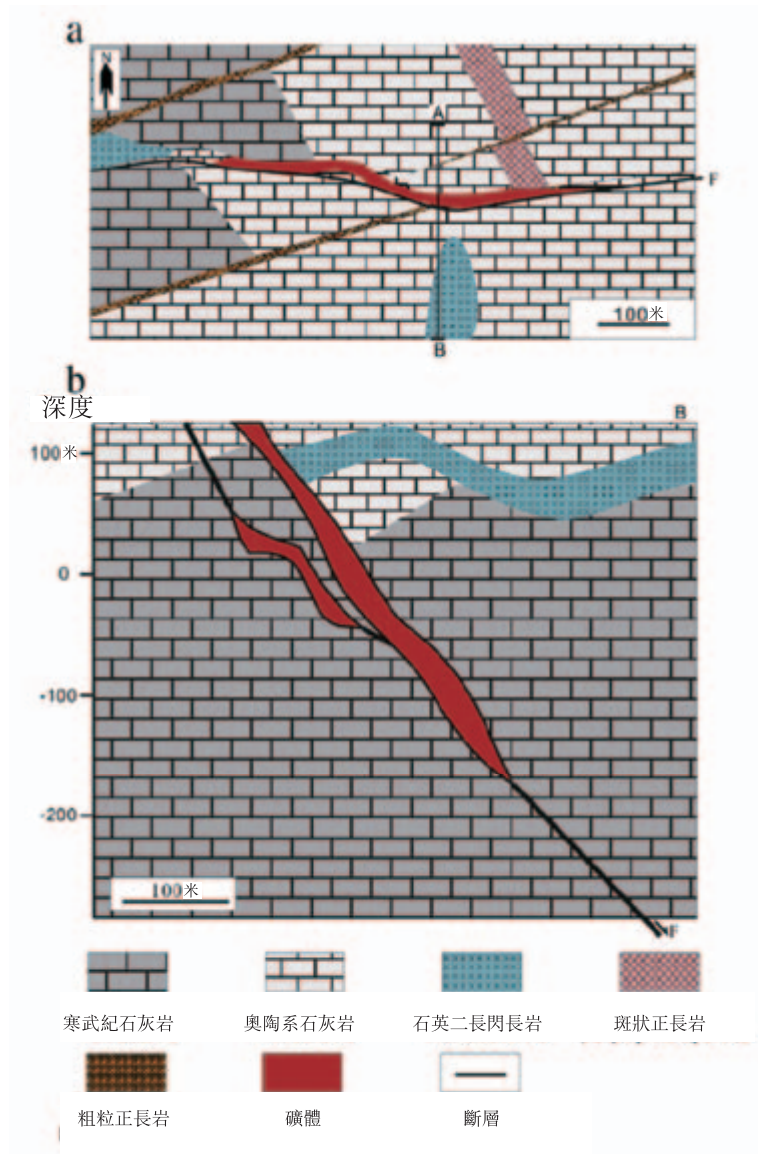 a
N
A
F
100米
B
b
深度
B
100米
0
-100
-200
100米
F
寒武紀石灰岩
奧陶系石灰岩
石英二長閃長岩
斑狀正長岩
粗粒正長岩
礦體
斷層